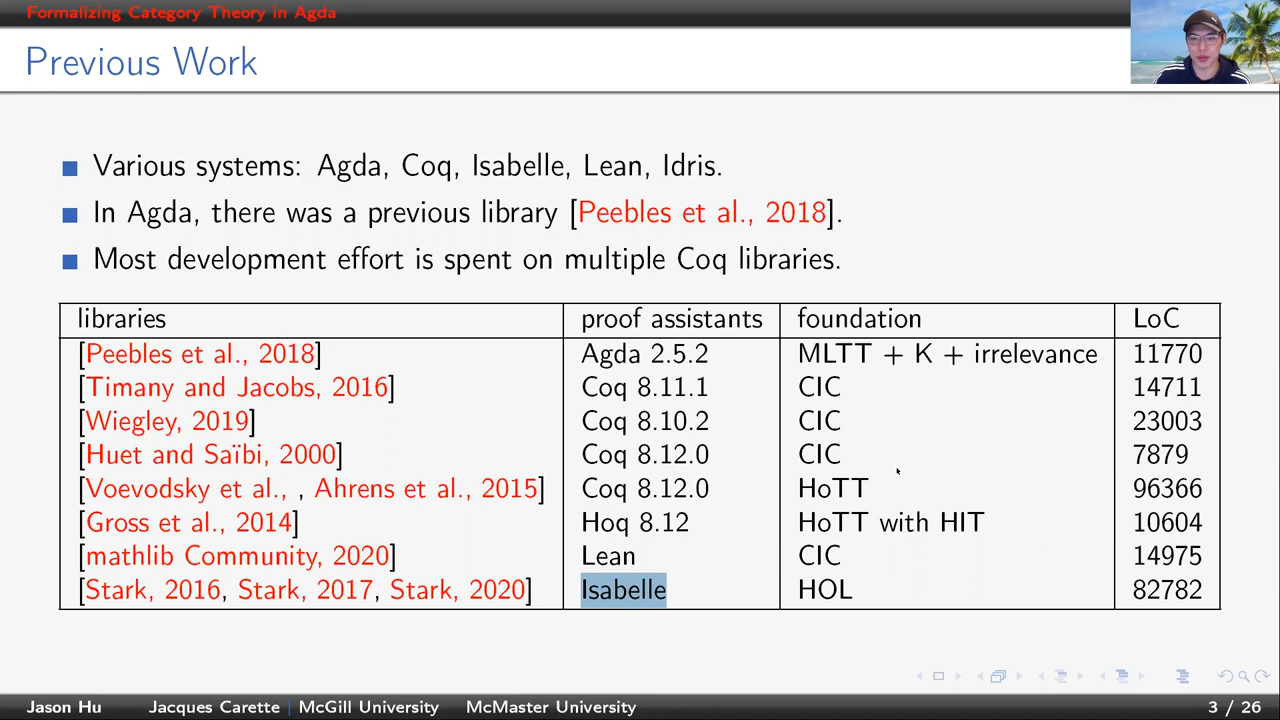 Formalizing Category Theory in Agda
Previous Work
Various systems: Agda, Coq, Isabelle, Lean, Idris.
In Agda, there was a previous library [Peebles et al., 2018].
Most development effort is spent on multiple Coq libraries.
libraries proof assistants foundation LoC
[Peebles et al., 2018] Agda 2.5.2 MLTT + K + irrelevance 11770
[Timany and Jacobs, 2016] Coq 8.11.1 CIC 14711
[Wiegley, 2019] Coq 8.10.2 CIC 23003
[Huet and Saïbi, 2000] Coq 8.12.0 CIC 7879
[Voevodsky et al., , Ahrens et al., 2015] Coq 8.12.0 HoTT 96366
[Gross et al., 2014] Hoq 8.12 HoTT with HIT 10604
[mathlib Community, 2020] Lean CIC 14975
[Stark, 2016, Stark, 2017, Stark, 2020] Isabelle HOL 82782
Jason Hu Jacques Carette | McGill University McMaster University 3 / 26